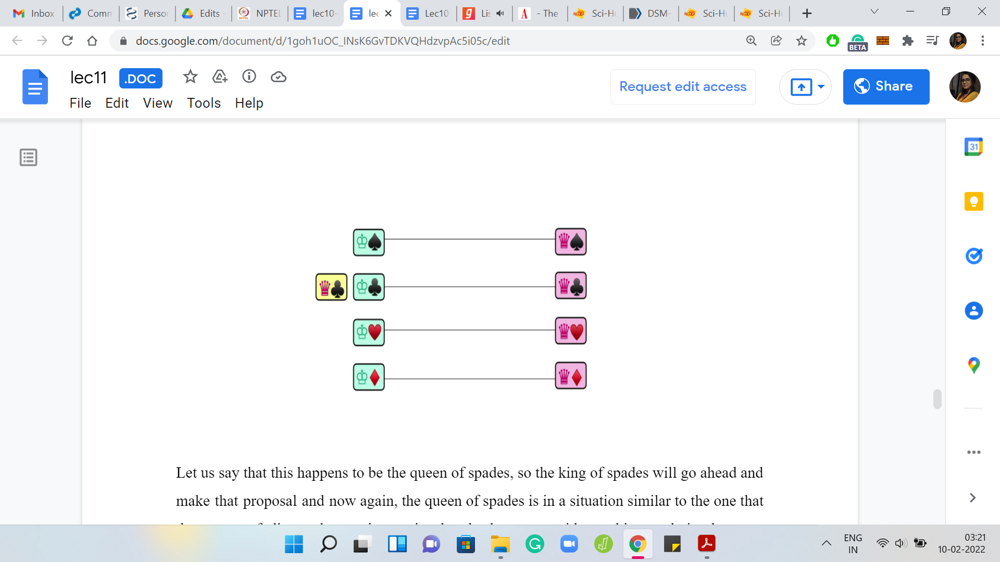 Inbox
Comm
Persor
Edits -
NPTEL
lec10-
lec
Lec10
Lis
- The
Sci-Hu
DSM-
Sci-Hu
Sci-Hu
docs.google.com/document/d/1goh1uOC_INsK6GvTDKVQHdzvpAc5i05c/edit
BETA
lec11 .DOC
File Edit View Tools Help
Request edit access
Share
31
Let us say that this happens to be the queen of spades, so the king of spades will go ahead and
make that proposal and now again, the queen of spades is in a situation similar to the one that
ENG
IN
03:21
10-02-2022